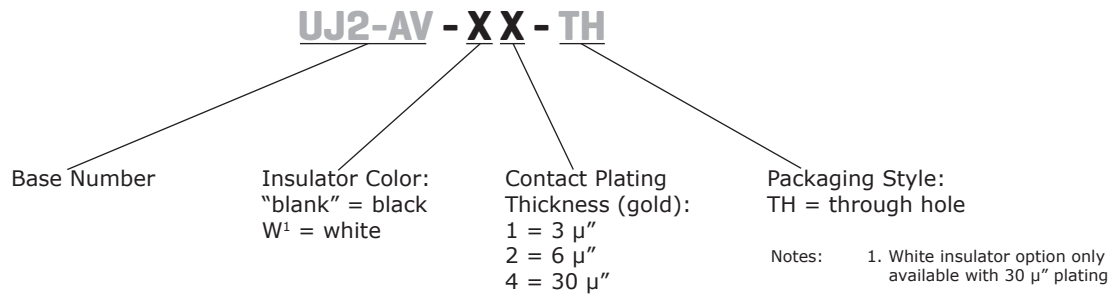 UJ2-AV - X X - TH
Base Number
Insulator Color:
“blank” = black
W¹ = white
Contact Plating
Thickness (gold):
1 = 3 µ”
2 = 6 µ”
4 = 30 µ”
Packaging Style:
TH = through hole
Notes: 1. White insulator option only
available with 30 µ” plating